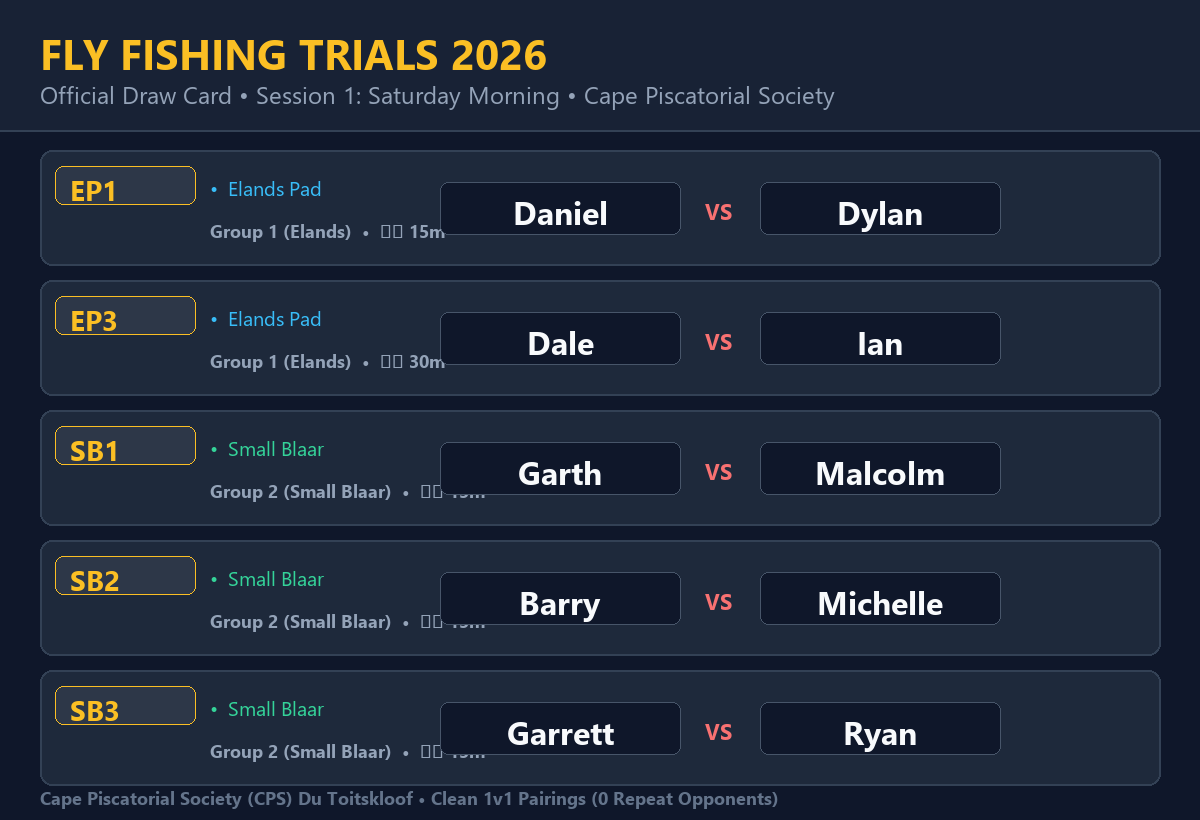 FLY FISHING TRIALS 2026
Official Draw Card • Session 1: Saturday Morning • Cape Piscatorial Society
EP1
• Elands Pad
Group 1 (Elands) • 15m
Daniel VS Dylan
EP3
• Elands Pad
Group 1 (Elands) • 30m
Dale VS Ian
SB1
• Small Blaar
Group 2 (Small Blaar) •
Garth VS Malcolm
SB2
• Small Blaar
Group 2 (Small Blaar) •
Barry VS Michelle
SB3
• Small Blaar
Group 2 (Small Blaar) •
Garrett VS Ryan
Cape Piscatorial Society (CPS) Du Toitskloof • Clean 1v1 Pairings (0 Repeat Opponents)